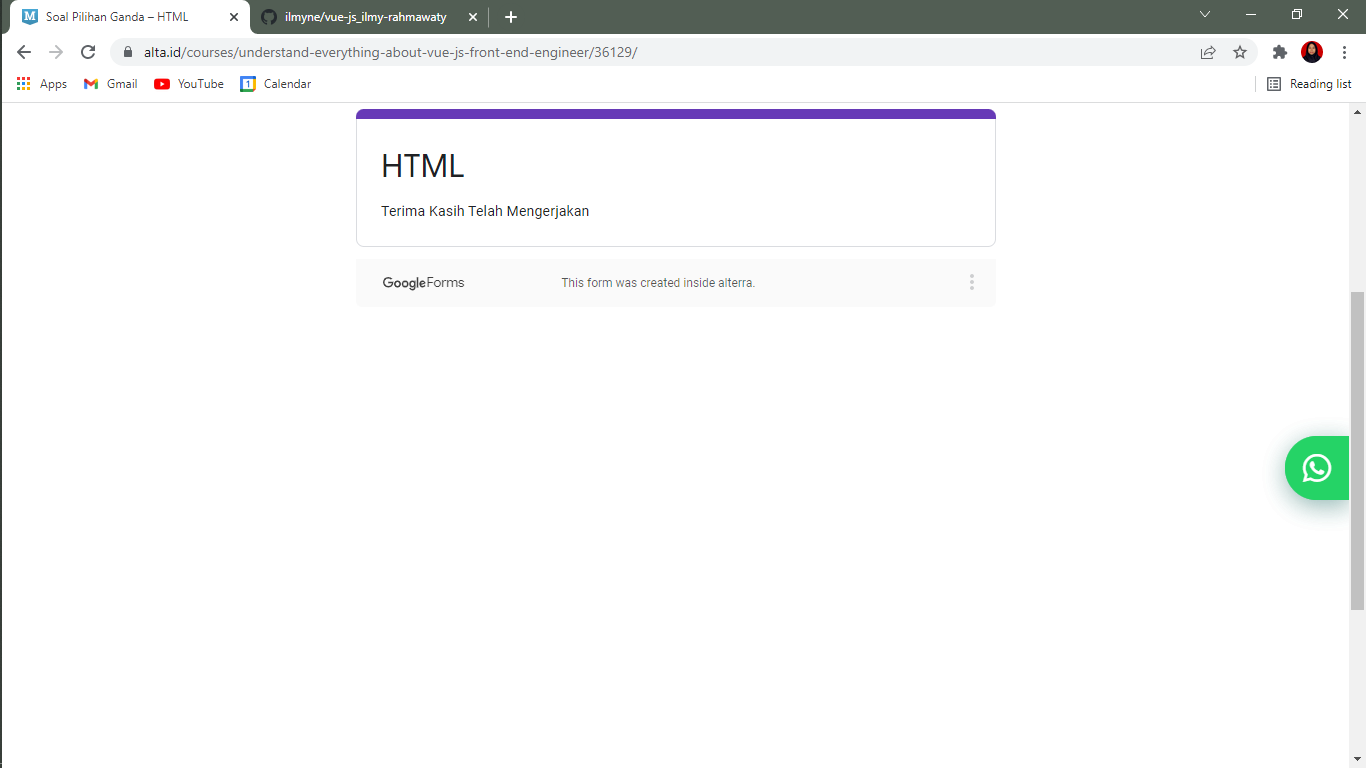 Soal Pilihan Ganda – HTML
ilmyne/vue-js_ilmy-rahmawaty
alta.id/courses/understand-everything-about-vue-js-front-end-engineer/36129/
Apps Gmail YouTube 1 Calendar Reading list
HTML
Terima Kasih Telah Mengerjakan
Google Forms This form was created inside alterra.